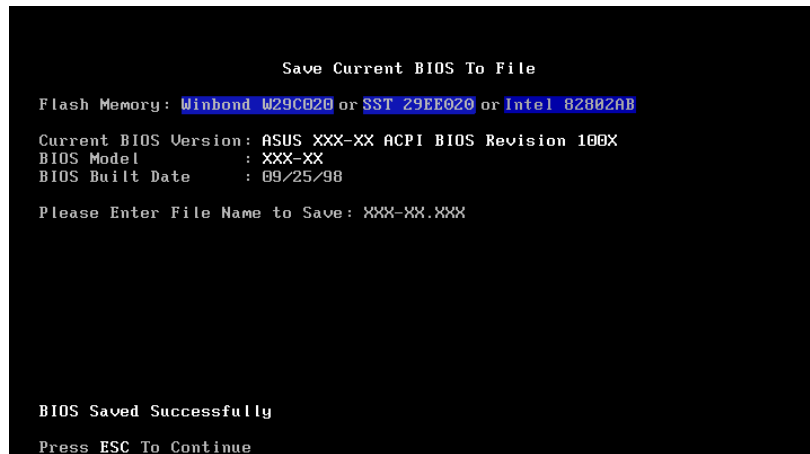 Save Current BIOS To File
Flash Memory: Winbond W29C020 or SST 29EE020 or Intel 82802AB
Current BIOS Version: ASUS XXX-XX ACPI BIOS Revision 100X
BIOS Model : XXX-XX
BIOS Built Date : 09/25/98
Please Enter File Name to Save: XXX-XX.XXX
BIOS Saved Successfully
Press ESC To Continue